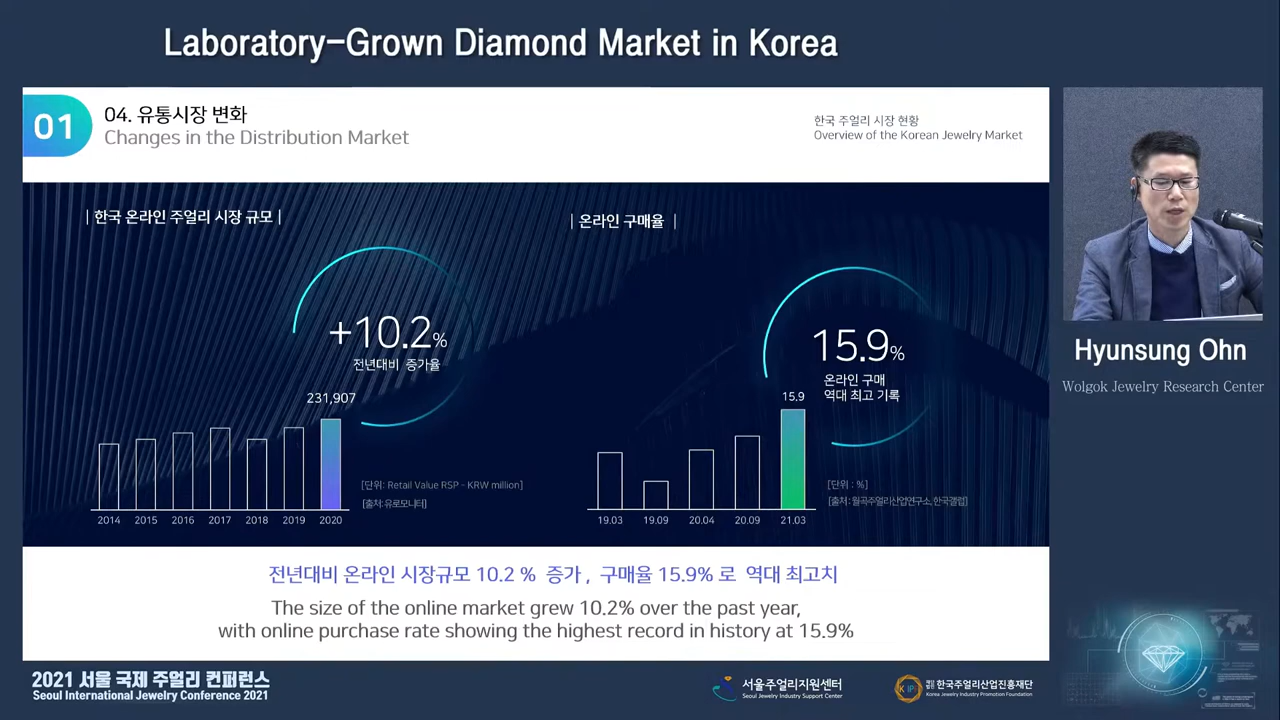 Laboratory-Grown Diamond Market in Korea
01
04. 유통시장 변화
Changes in the Distribution Market
한국 주얼리 시장 현황
Overview of the Korean Jewelry Market
| 한국 온라인 주얼리 시장 규모 |
+10.2%
전년대비 증가율
231,907
2014 2015 2016 2017 2018 2019 2020
[단위: Retail Value RSP - KRW million]
[출처: 유로모니터]
| 온라인 구매율 |
15.9%
온라인 구매
역대 최고 기록
15.9
19.03 19.09 20.04 20.09 21.03
[단위 : %]
[출처 : 월곡주얼리산업연구소, 한국갤럽]
전년대비 온라인 시장규모 10.2 % 증가 , 구매율 15.9% 로 역대 최고치
The size of the online market grew 10.2% over the past year,
with online purchase rate showing the highest record in history at 15.9%
Hyunsung Ohn
Wolgok Jewelry Research Center
2021 서울 국제 주얼리 컨퍼런스
Seoul International Jewelry Conference 2021
서울주얼리지원센터
Seoul Jewelry Industry Support Center
한국주얼리산업진흥재단
Korea Jewelry Industry Promotion Foundation